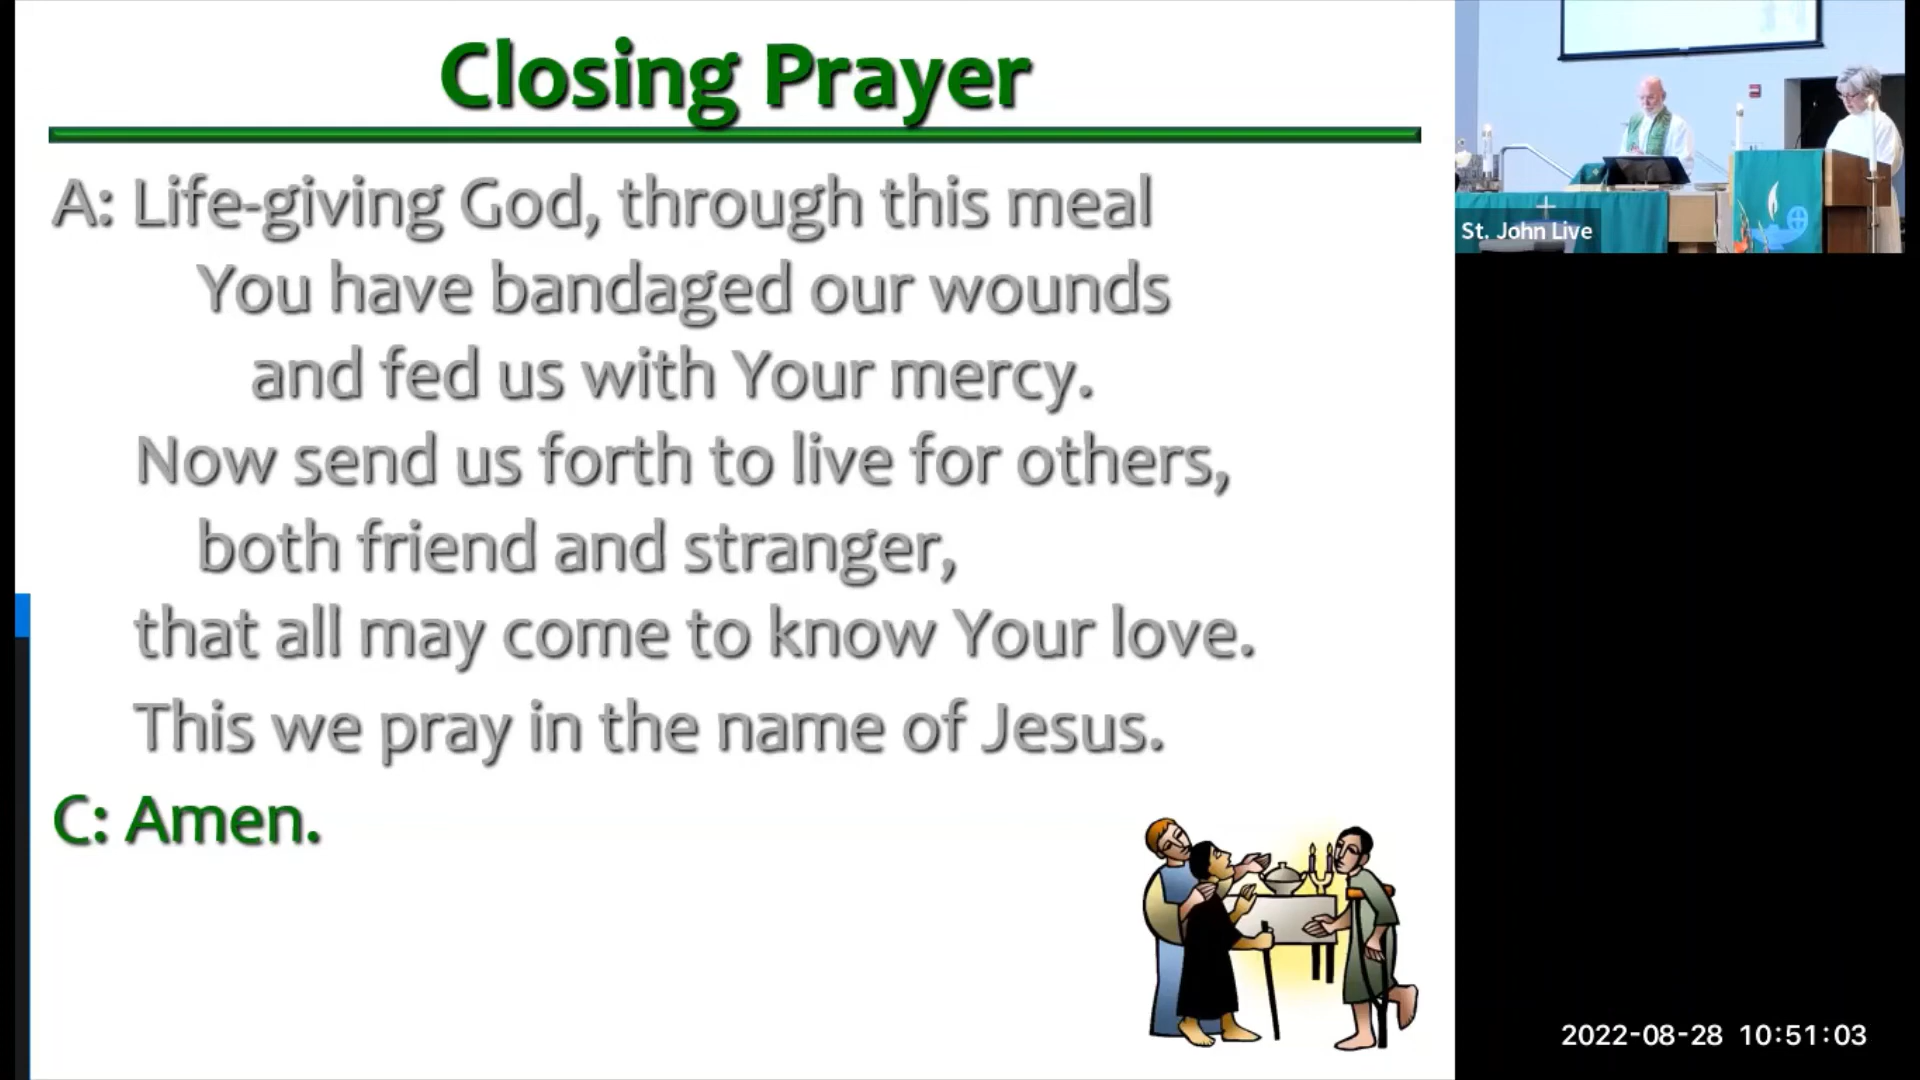 Closing Prayer
A: Life-giving God, through this meal
You have bandaged our wounds
and fed us with Your mercy.
Now send us forth to live for others,
both friend and stranger,
that all may come to know Your love.
This we pray in the name of Jesus.
C: Amen.
St. John Live
2022-08-28 10:51:03